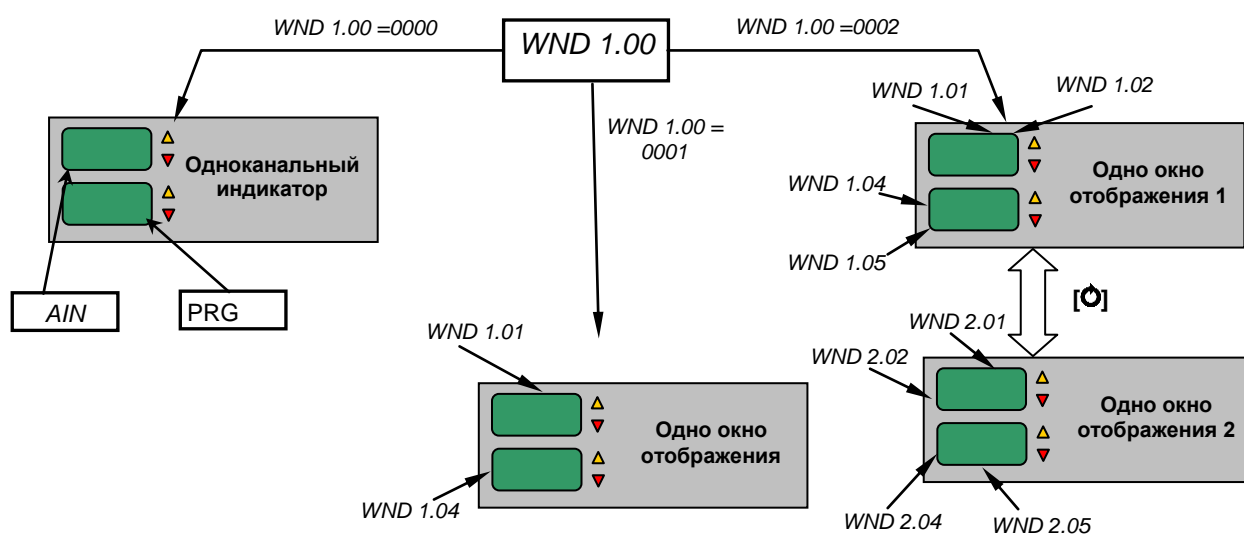 WND 1.00 =0000
WND 1.00
WND 1.00 =0002
WND 1.01
WND 1.02
WND 1.00 =
0001
Одноканальный
индикатор
Одно окно
отображения 1
WND 1.04
WND 1.05
AIN
PRG
[↻]
WND 1.01
WND 2.01
WND 2.02
Одно окно
отображения
Одно окно
отображения 2
WND 1.04
WND 2.04
WND 2.05